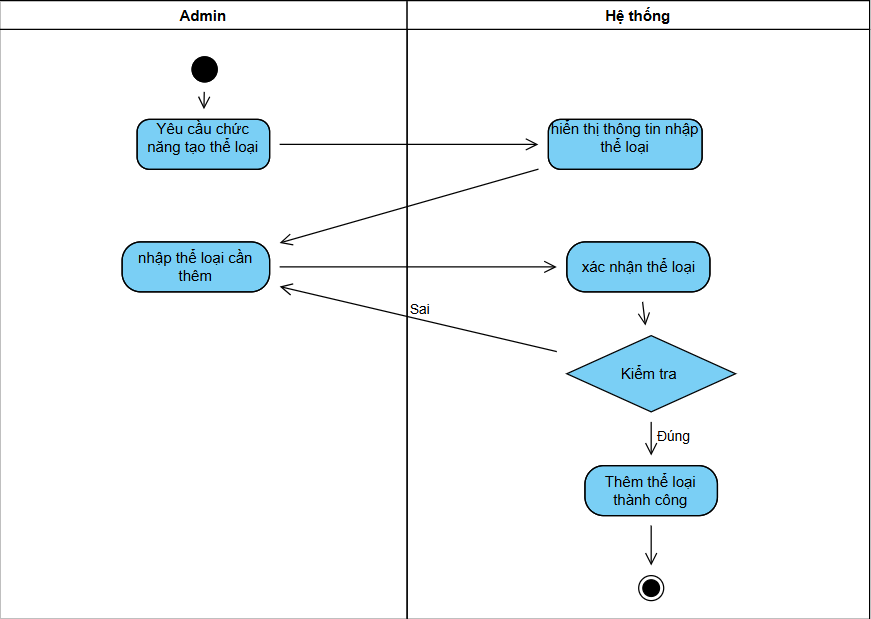 Admin
Hệ thống
Yêu cầu chức
năng tạo thể loại
hiển thị thông tin nhập
thể loại
nhập thể loại cần
thêm
xác nhận thể loại
Sai
Kiểm tra
Đúng
Thêm thể loại
thành công